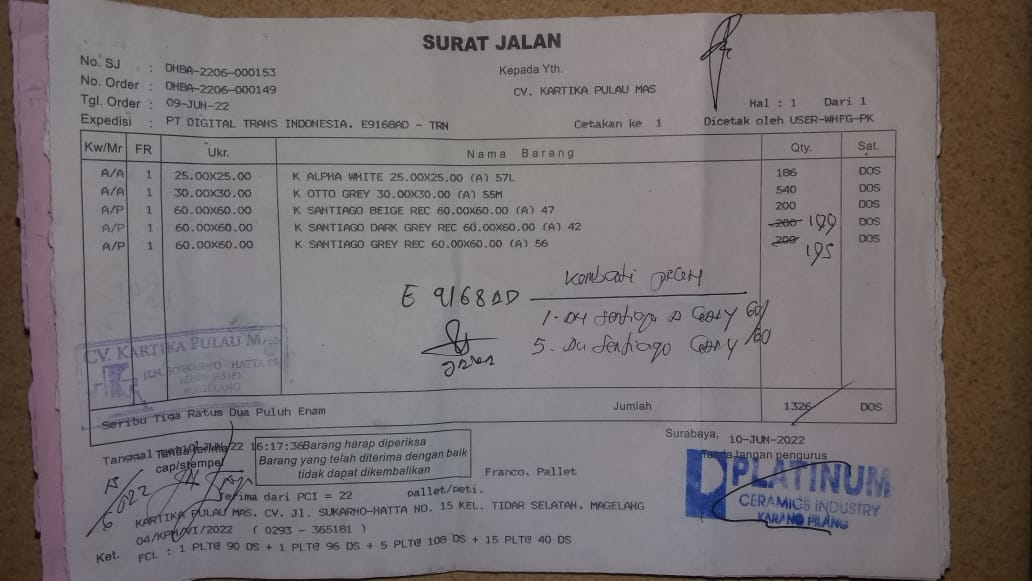 SURAT JALAN
No. SJ : DHBA-2206-000153
No. Order : DHBA-2206-000149
Tgl. Order : 09-JUN-22
Expedisi : PT DIGITAL TRANS INDONESIA. E9168AD - TRN
Kepada Yth.
CV. KARTIKA PULAU MAS
Hal : 1 Dari 1
Cetakan ke 1 Dicetak oleh USER-WHFG-PK
Kw/Mr FR Ukr. Nama Barang Qty. Sat.
A/A 1 25.00X25.00 K ALPHA WHITE 25.00X25.00 (A) 57L 186 DOS
A/A 1 30.00X30.00 K OTTO GREY 30.00X30.00 (A) 55M 540 DOS
A/P 1 60.00X60.00 K SANTIAGO BEIGE REC 60.00X60.00 (A) 47 200 DOS
A/P 1 60.00X60.00 K SANTIAGO DARK GREY REC 60.00X60.00 (A) 42 200 199 DOS
A/P 1 60.00X60.00 K SANTIAGO GREY REC 60.00X60.00 (A) 56 200 195 DOS
E 9168AD
Kembali
1. Du Santiago D Grey 60/
5. Du Santiago Grey /60
CV. KARTIKA PULAU MAS
JLN. SOEKARNO - HATTA 15
MAGELANG
Seribu Tiga Ratus Dua Puluh Enam Jumlah 1326 DOS
Surabaya, 10-JUN-2022
Tanda tangan pengurus
Tanggal 16:17:36
Tanda terima
cap/stempel
Barang harap diperiksa
Barang yang telah diterima dengan baik
tidak dapat dikembalikan
Franco. Pallet
Terima dari PCI = 22 pallet/peti.
PLATINUM
CERAMICS INDUSTRY
KARANG PILANG
KARTIKA PULAU MAS. CV. Jl. SUKARNO-HATTA NO. 15 KEL. TIDAR SELATAN. MAGELANG
04/KPM/VI/2022 ( 0293 - 365181 )
Ket. FCL : 1 PLT@ 90 DS + 1 PLT@ 96 DS + 5 PLT@ 108 DS + 15 PLT@ 40 DS